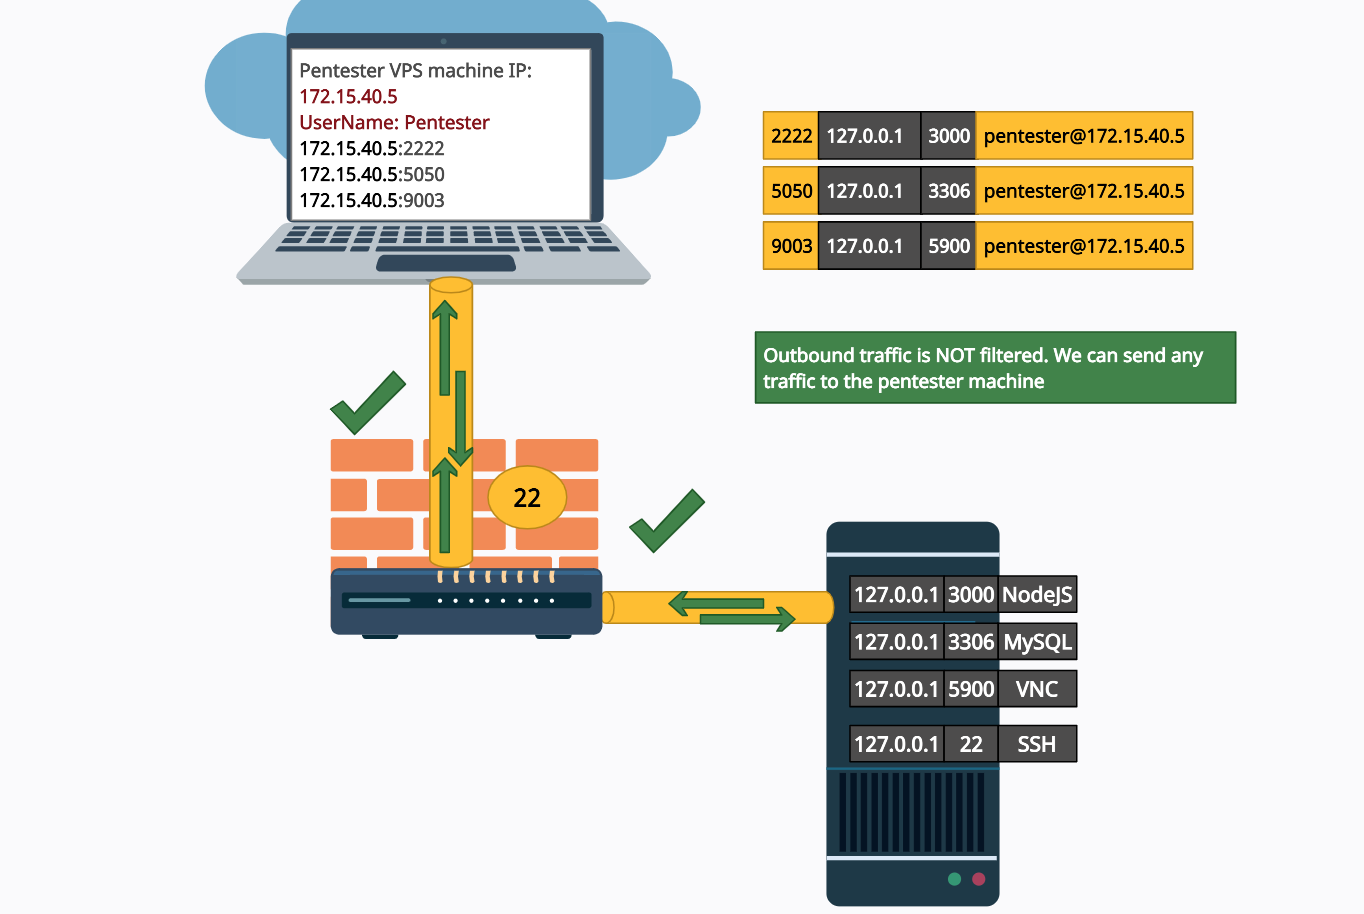 Pentester VPS machine IP:
172.15.40.5
UserName: Pentester
172.15.40.5:2222
172.15.40.5:5050
172.15.40.5:9003
2222 127.0.0.1 3000 pentester@172.15.40.5
5050 127.0.0.1 3306 pentester@172.15.40.5
9003 127.0.0.1 5900 pentester@172.15.40.5
Outbound traffic is NOT filtered. We can send any
traffic to the pentester machine
22
127.0.0.1 3000 NodeJS
127.0.0.1 3306 MySQL
127.0.0.1 5900 VNC
127.0.0.1 22 SSH